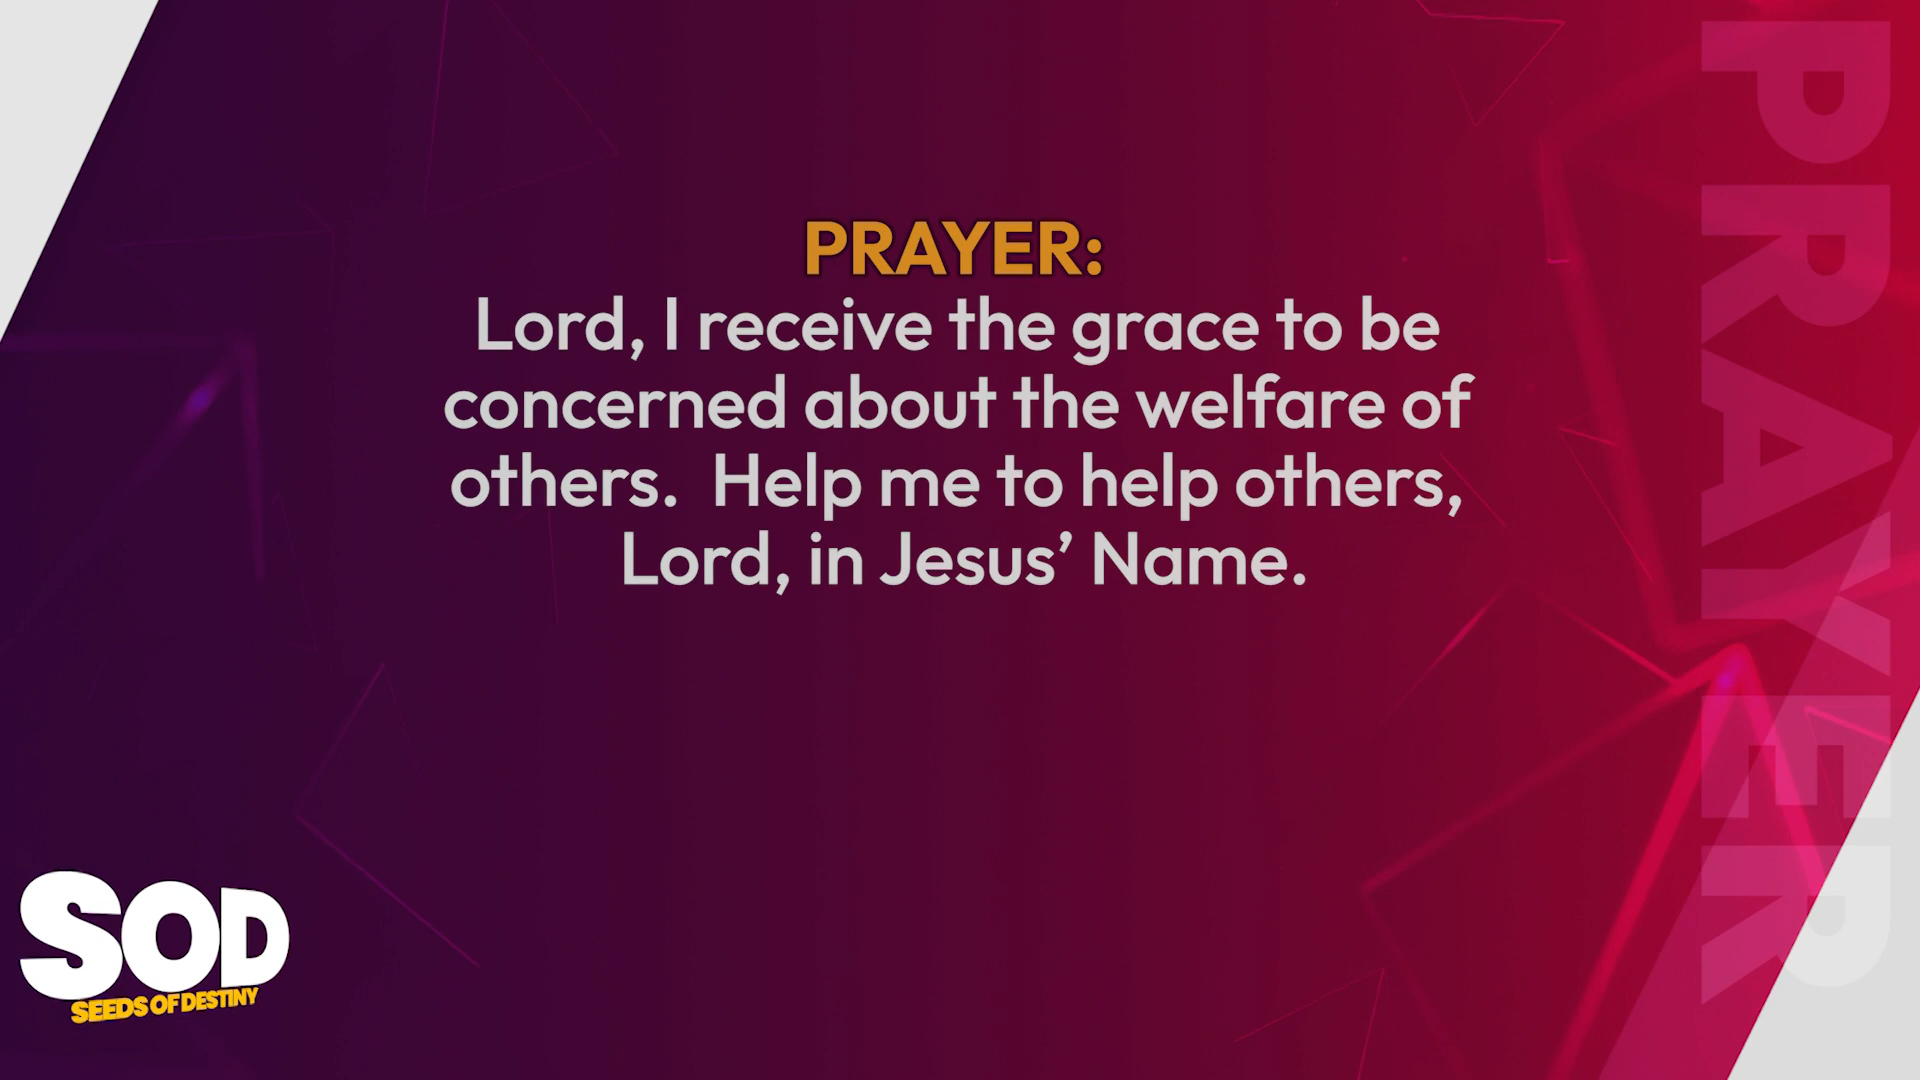 PRAYER:
Lord, I receive the grace to be
concerned about the welfare of
others.  Help me to help others,
Lord, in Jesus’ Name.
PRAYER
SOD
SEEDS OF DESTINY